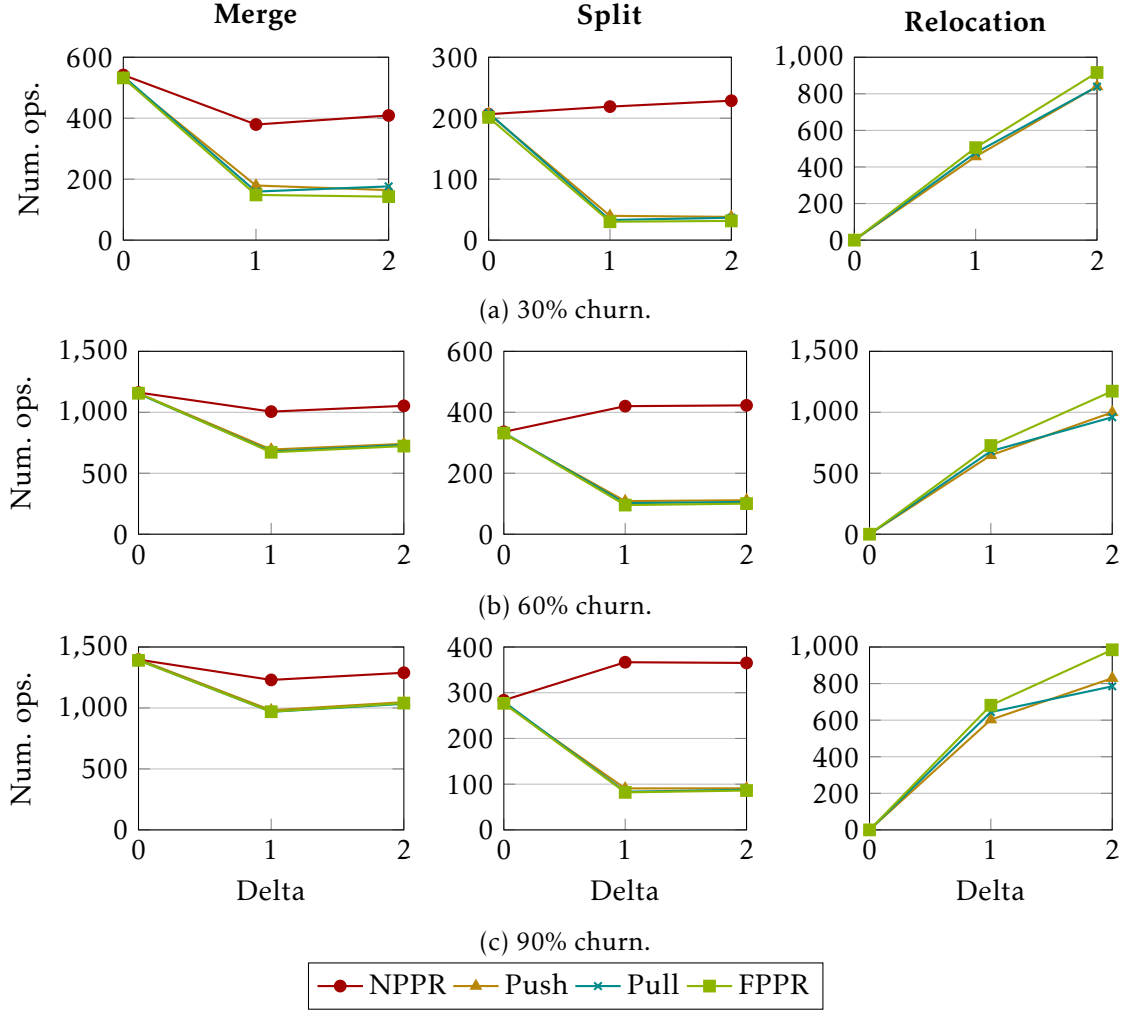 Merge Split Relocation
600 300 1,000
800
400 200 600
200 100 400
200
0 0 0
Num. ops.
0 1 2 0 1 2 0 1 2
(a) 30% churn.
1,500 600 1,500
1,000 400 1,000
500 200 500
0 0 0
Num. ops.
0 1 2 0 1 2 0 1 2
(b) 60% churn.
1,500 400 1,000
300 800
1,000 600
200
500 400
100 200
0 0 0
Num. ops.
0 1 2 0 1 2 0 1 2
Delta Delta Delta
(c) 90% churn.
NPPR Push Pull FPPR